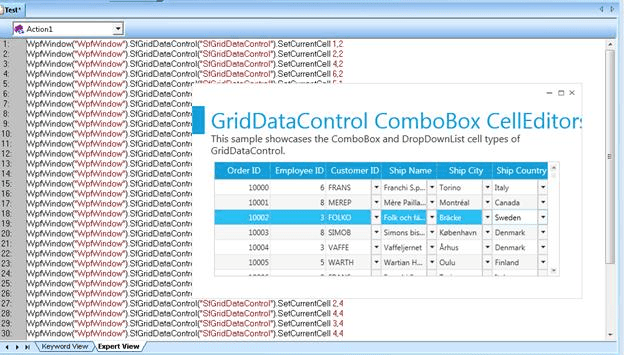 Test*
Action1
1: WpfWindow("WpfWindow").SfGridDataControl("SfGridDataControl").SetCurrentCell 1,2
2: WpfWindow("WpfWindow").SfGridDataControl("SfGridDataControl").SetCurrentCell 2,2
3: WpfWindow("WpfWindow").SfGridDataControl("SfGridDataControl").SetCurrentCell 4,2
4: WpfWindow("WpfWindow").SfGridDataControl("SfGridDataControl").SetCurrentCell 6,2
5: WpfWindow("WpfWindow").SfGridDataContr
6: WpfWindow("WpfWindow").SfGridDataContr
7: WpfWindow("WpfWindow").SfGridDataContr
8: WpfWindow("WpfWindow").SfGridDataContr
9: WpfWindow("WpfWindow").SfGridDataContr
10: WpfWindow("WpfWindow").SfGridDataContr
11: WpfWindow("WpfWindow").SfGridDataContr
12: WpfWindow("WpfWindow").SfGridDataContr
13: WpfWindow("WpfWindow").SfGridDataContr
14: WpfWindow("WpfWindow").SfGridDataContr
15: WpfWindow("WpfWindow").SfGridDataContr
16: WpfWindow("WpfWindow").SfGridDataContr
17: WpfWindow("WpfWindow").SfGridDataContr
18: WpfWindow("WpfWindow").SfGridDataContr
19: WpfWindow("WpfWindow").SfGridDataContr
20: WpfWindow("WpfWindow").SfGridDataContr
21: WpfWindow("WpfWindow").SfGridDataContr
22: WpfWindow("WpfWindow").SfGridDataContr
23: WpfWindow("WpfWindow").SfGridDataContr
24: WpfWindow("WpfWindow").SfGridDataContr
25: WpfWindow("WpfWindow").SfGridDataContr
26: WpfWindow("WpfWindow").SfGridDataContr
27: WpfWindow("WpfWindow").SfGridDataControl("SfGridDataControl").SetCurrentCell 2,4
28: WpfWindow("WpfWindow").SfGridDataControl("SfGridDataControl").SetCurrentCell 4,4
29: WpfWindow("WpfWindow").SfGridDataControl("SfGridDataControl").SetCurrentCell 3,4
30: WpfWindow("WpfWindow").SfGridDataControl("SfGridDataControl").SetCurrentCell 4,4
GridDataControl ComboBox CellEditors
This sample showcases the ComboBox and DropDownList cell types of
GridDataControl.
Order ID Employee ID Customer ID Ship Name Ship City Ship Country
10000 6 FRANS Franchi S.p... Torino Italy
10001 8 MEREP Mère Pailla... Montréal Canada
10002 3 FOLKO Folk och fä... Bräcke Sweden
10003 8 SIMOB Simons bis... København Denmark
10004 3 VAFFE Vaffeljernet Århus Denmark
10005 5 WARTH Wartian H... Oulu Finland
Keyword View Expert View